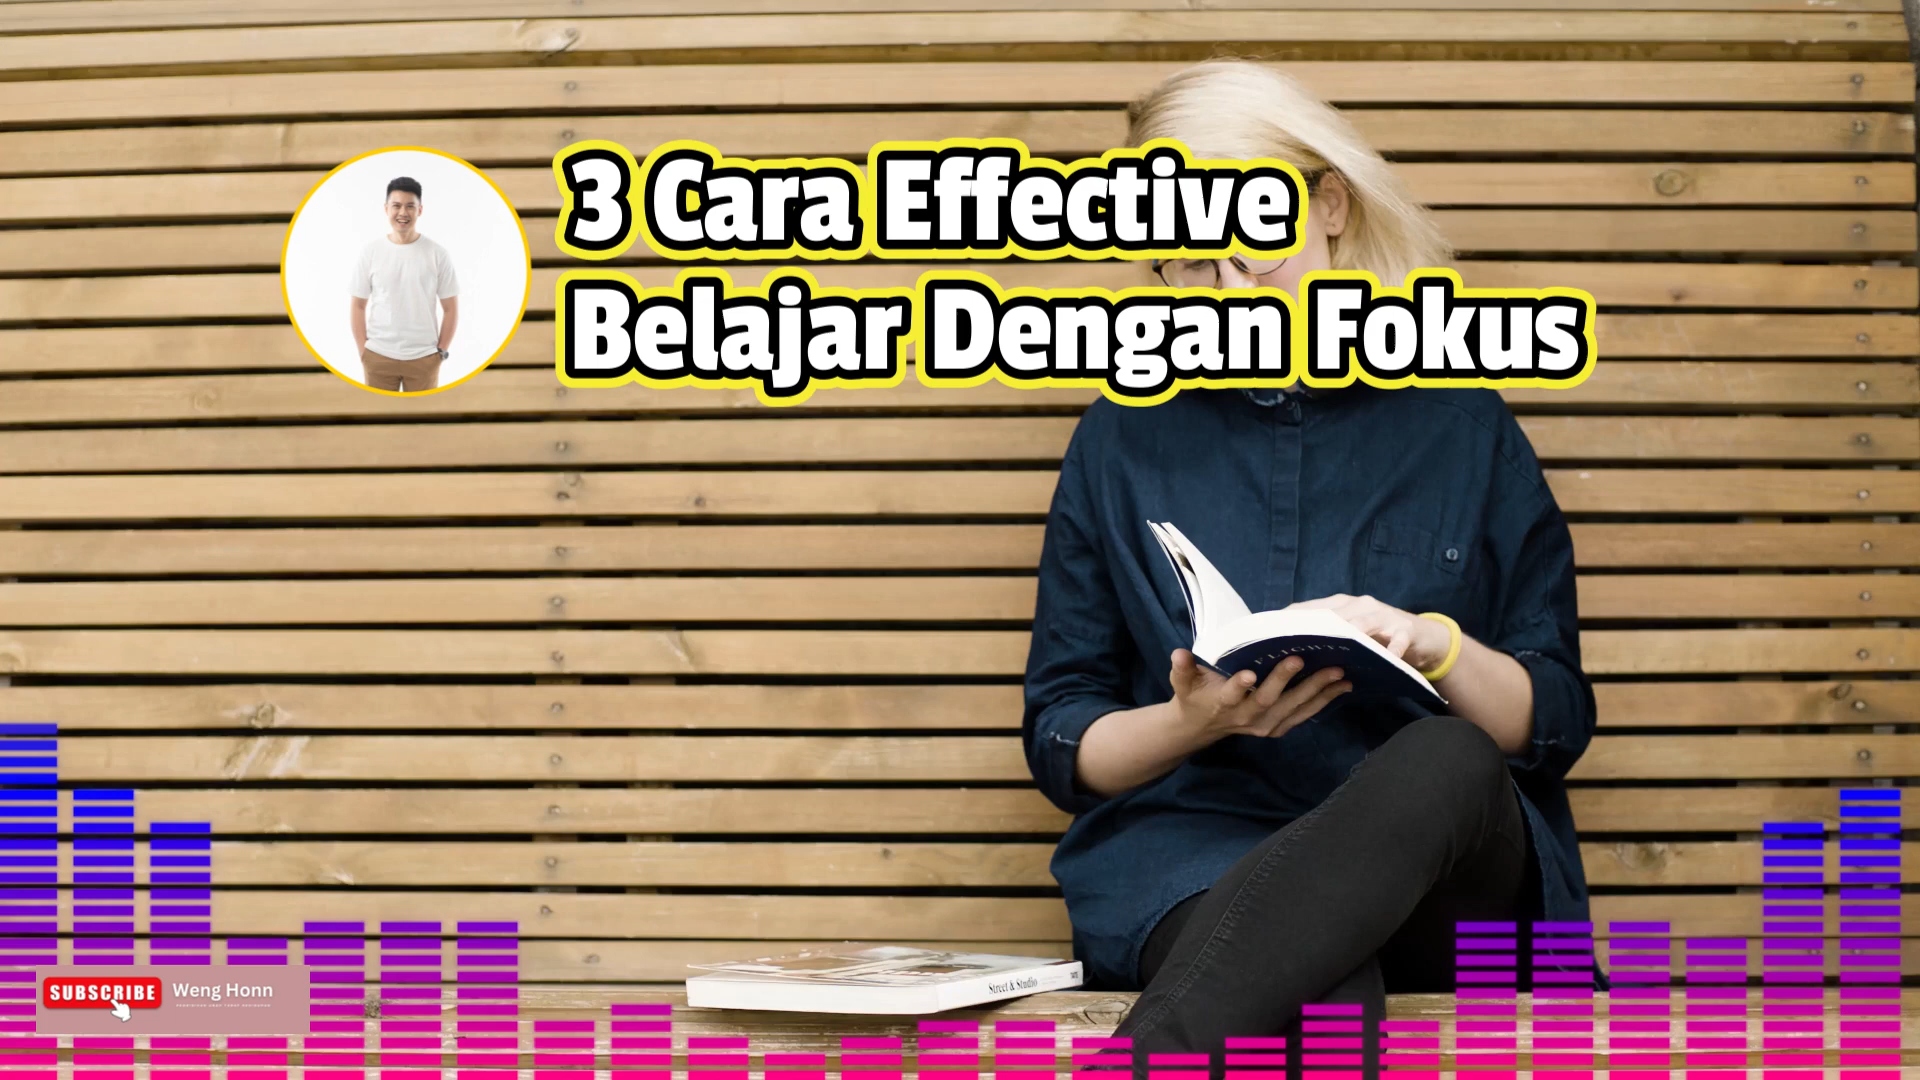 3 Cara Effective
Belajar Dengan Fokus
FLIGHTS
Street & Studio
SUBSCRIBE
Weng Honn